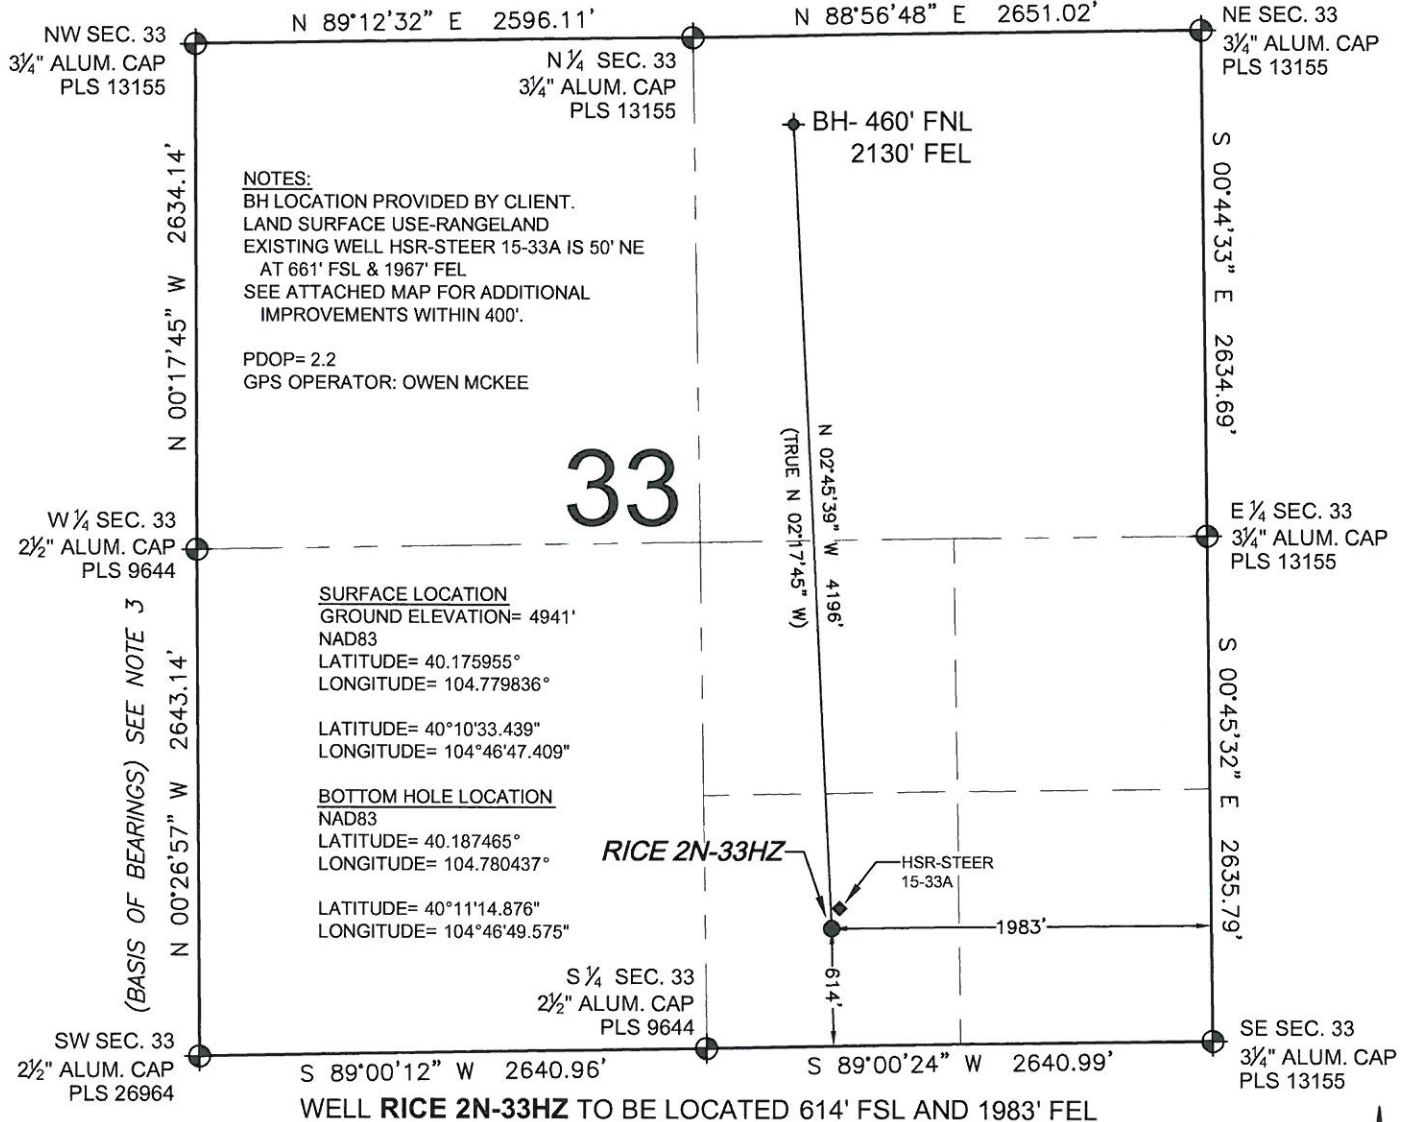 N 89°12'32" E 2596.11'
N 88°56'48" E 2651.02'
NW SEC. 33
3¼" ALUM. CAP
PLS 13155
N ¼ SEC. 33
3¼" ALUM. CAP
PLS 13155
NE SEC. 33
3¼" ALUM. CAP
PLS 13155
BH- 460' FNL
2130' FEL
N 00°17'45" W 2634.14'
S 00°44'33" E 2634.69'
NOTES:
BH LOCATION PROVIDED BY CLIENT.
LAND SURFACE USE-RANGELAND
EXISTING WELL HSR-STEER 15-33A IS 50' NE
AT 661' FSL & 1967' FEL
SEE ATTACHED MAP FOR ADDITIONAL
IMPROVEMENTS WITHIN 400'.
PDOP= 2.2
GPS OPERATOR: OWEN MCKEE
33
N 02°45'39" W 4196'
(TRUE N 02°17'45" W)
W ¼ SEC. 33
2½" ALUM. CAP
PLS 9644
E ¼ SEC. 33
3¼" ALUM. CAP
PLS 13155
SURFACE LOCATION
GROUND ELEVATION= 4941'
NAD83
LATITUDE= 40.175955°
LONGITUDE= 104.779836°
LATITUDE= 40°10'33.439"
LONGITUDE= 104°46'47.409"
BOTTOM HOLE LOCATION
NAD83
LATITUDE= 40.187465°
LONGITUDE= 104.780437°
LATITUDE= 40°11'14.876"
LONGITUDE= 104°46'49.575"
(BASIS OF BEARINGS) SEE NOTE 3
N 00°26'57" W 2643.14'
S 00°45'32" E 2635.79'
RICE 2N-33HZ
HSR-STEER
15-33A
1983'
614'
S ¼ SEC. 33
2½" ALUM. CAP
PLS 9644
SW SEC. 33
2½" ALUM. CAP
PLS 26964
SE SEC. 33
3¼" ALUM. CAP
PLS 13155
S 89°00'12" W 2640.96'
S 89°00'24" W 2640.99'
WELL RICE 2N-33HZ TO BE LOCATED 614' FSL AND 1983' FEL